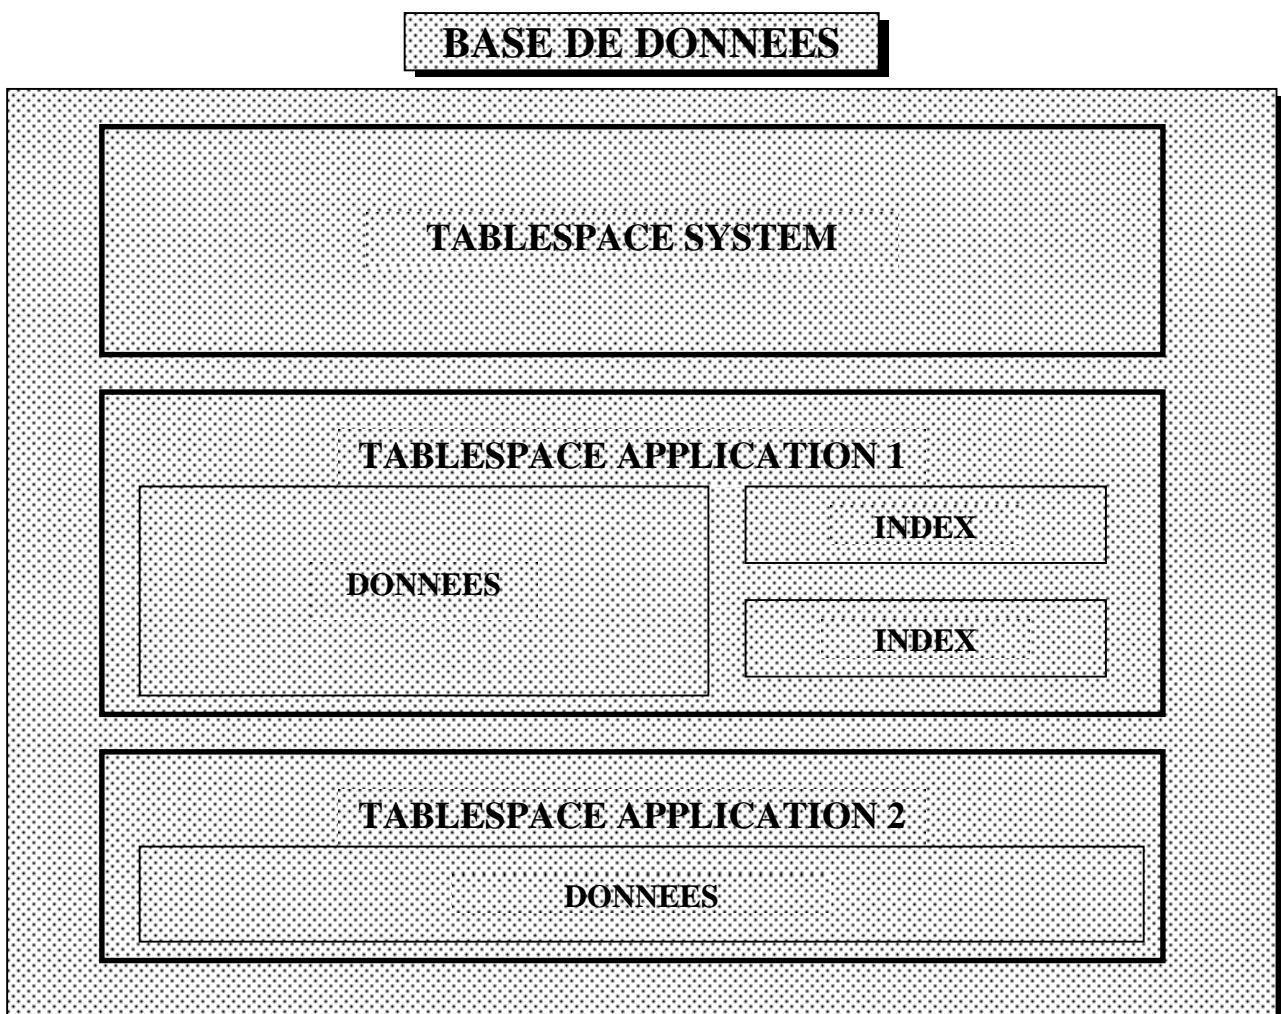 BASE DE DONNEES
TABLESPACE SYSTEM
TABLESPACE APPLICATION 1
DONNEES
INDEX
INDEX
TABLESPACE APPLICATION 2
DONNEES